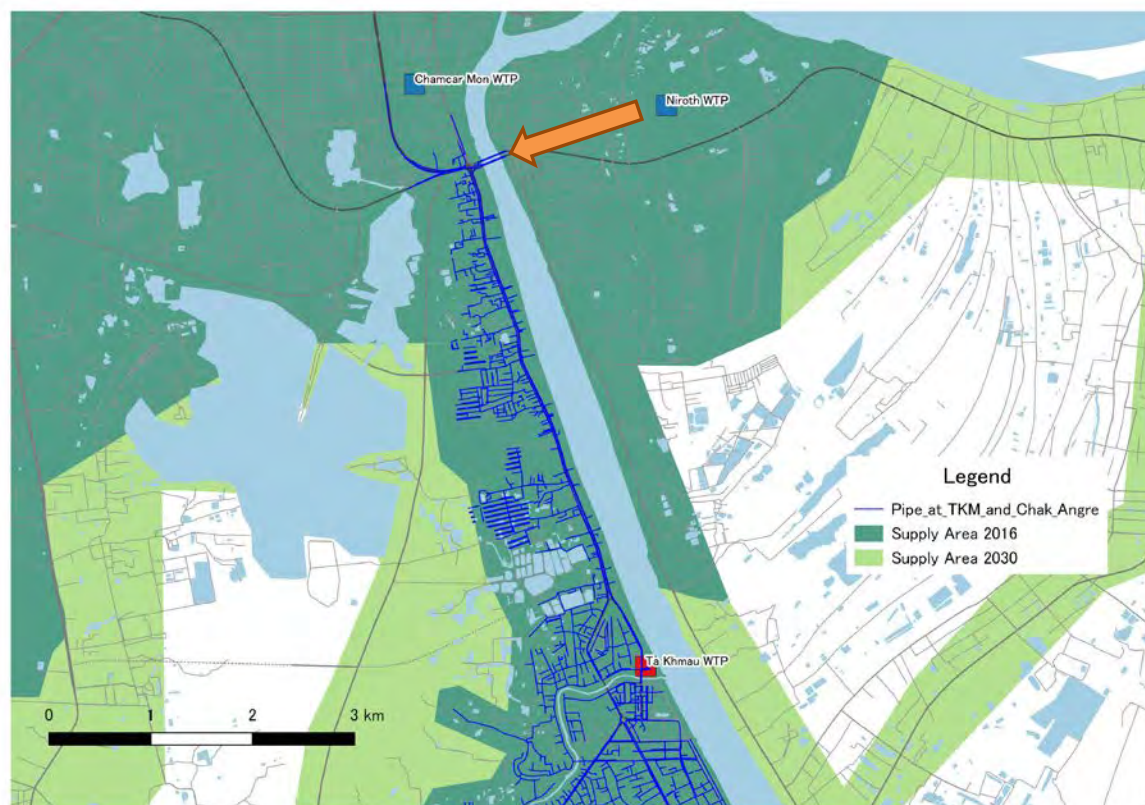 Chamcar Mon WTP
Niroth WTP
Legend
Pipe_at_TKM_and_Chak_Angre
Supply Area 2016
Supply Area 2030
Ta Khmau WTP
0 1 2 3 km